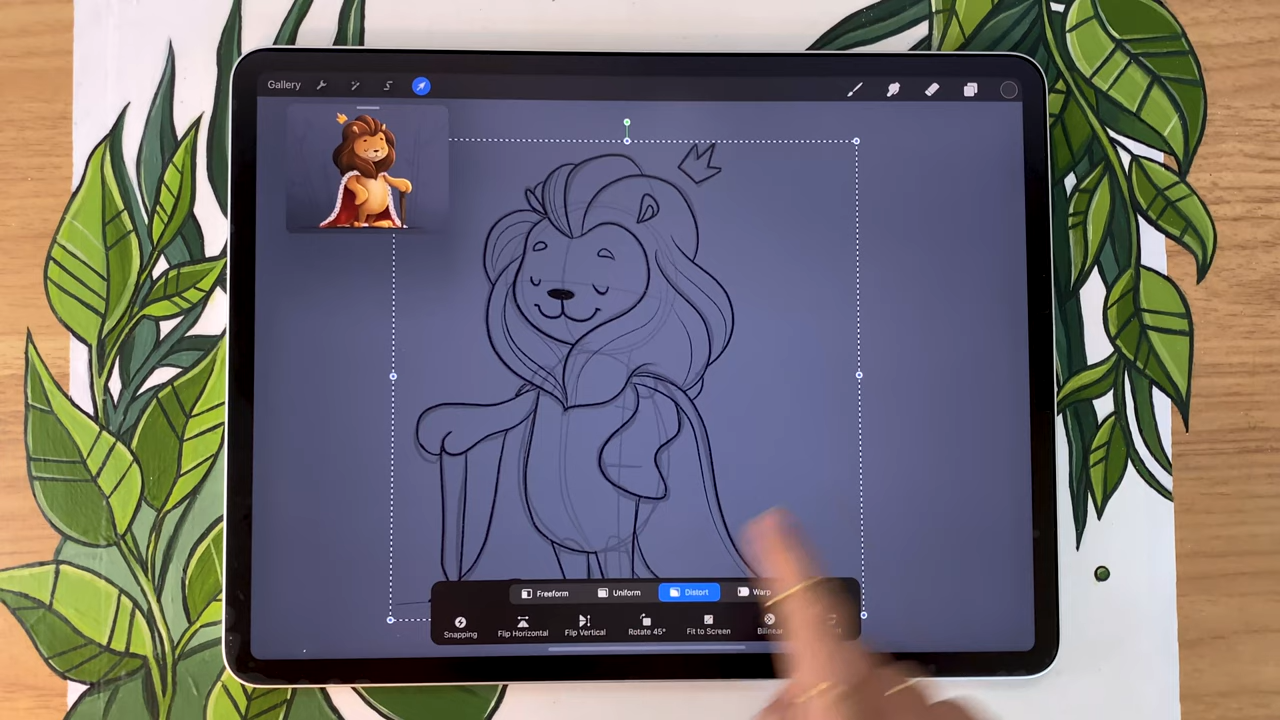 Gallery
Freeform Uniform Distort Warp
Snapping Flip Horizontal Flip Vertical Rotate 45° Fit to Screen